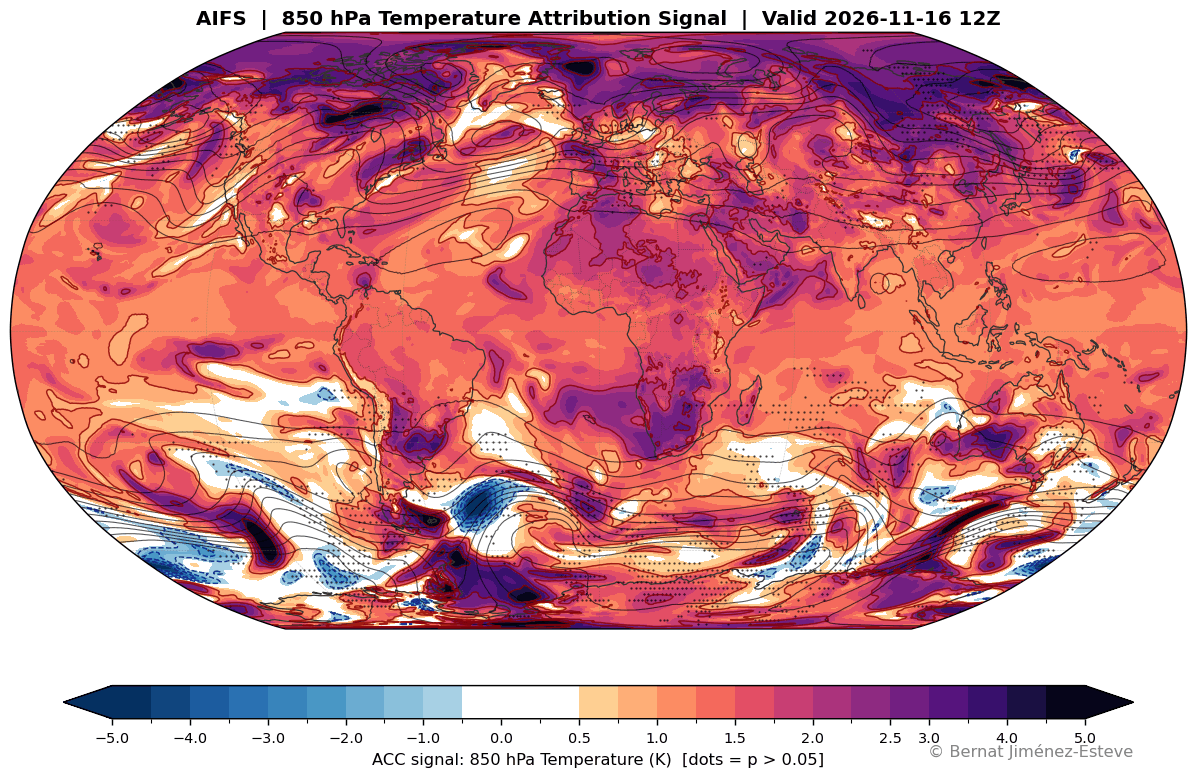 AIFS | 850 hPa Temperature Attribution Signal | Valid 2026-11-16 12Z
−5.0 −4.0 −3.0 −2.0 −1.0 0.0 0.5 1.0 1.5 2.0 2.5 3.0 4.0 5.0
ACC signal: 850 hPa Temperature (K) [dots = p > 0.05]
© Bernat Jiménez-Esteve